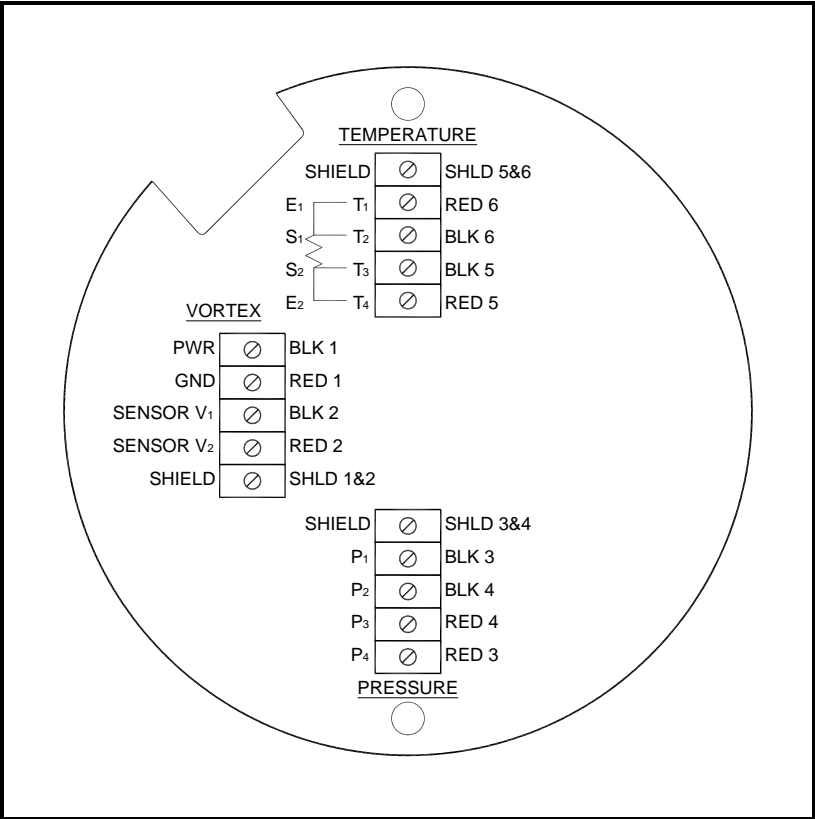 TEMPERATURE
SHIELD SHLD 5&6
E1 T1 RED 6
S1 T2 BLK 6
S2 T3 BLK 5
E2 T4 RED 5
VORTEX
PWR BLK 1
GND RED 1
SENSOR V1 BLK 2
SENSOR V2 RED 2
SHIELD SHLD 1&2
SHIELD SHLD 3&4
P1 BLK 3
P2 BLK 4
P3 RED 4
P4 RED 3
PRESSURE